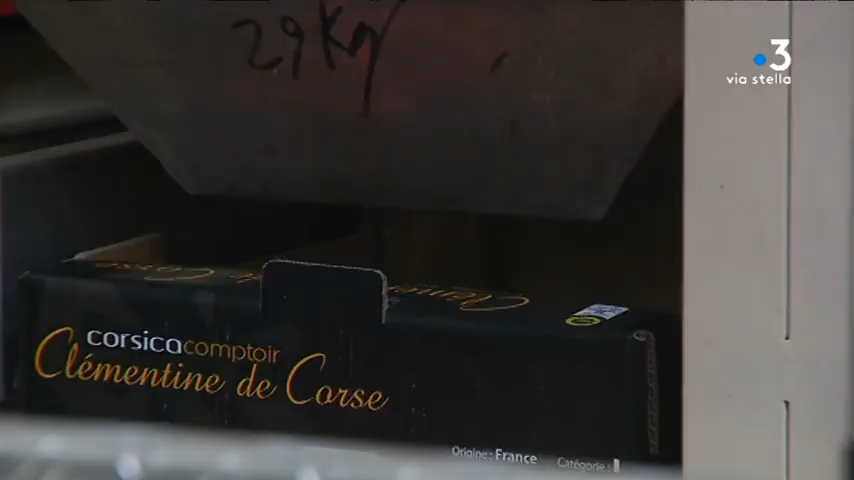 29Kg
3
via stella
corsicacomptoir
Clémentine de Corse
Origine : France Catégorie : I